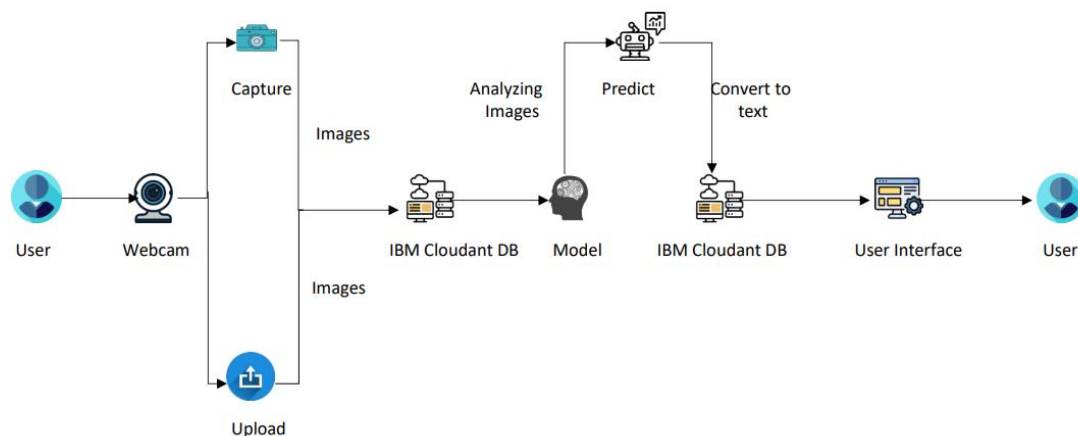 Capture
Analyzing
Images
Predict
Convert to
text
Images
User
Webcam
IBM Cloudant DB
Model
IBM Cloudant DB
User Interface
User
Images
Upload